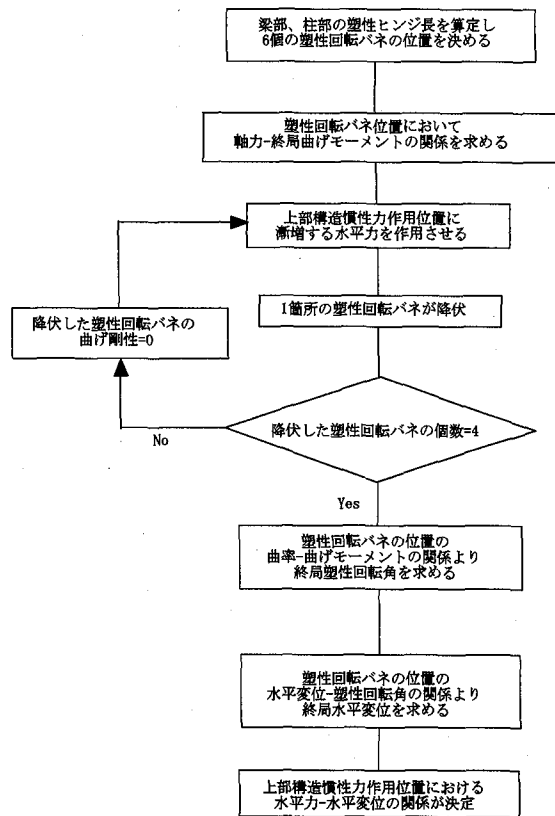 梁部、柱部の塑性ヒンジ長を算定し
6個の塑性回転バネの位置を決める
塑性回転バネ位置において
軸力-終局曲げモーメントの関係を求める
上部構造慣性力作用位置に
漸増する水平力を作用させる
1箇所の塑性回転バネが降伏
降伏した塑性回転バネの
曲げ剛性=0
降伏した塑性回転バネの個数=4
No
Yes
塑性回転バネの位置の
曲率-曲げモーメントの関係より
終局塑性回転角を求める
塑性回転バネの位置の
水平変位-塑性回転角の関係より
終局水平変位を求める
上部構造慣性力作用位置における
水平力-水平変位の関係が決定